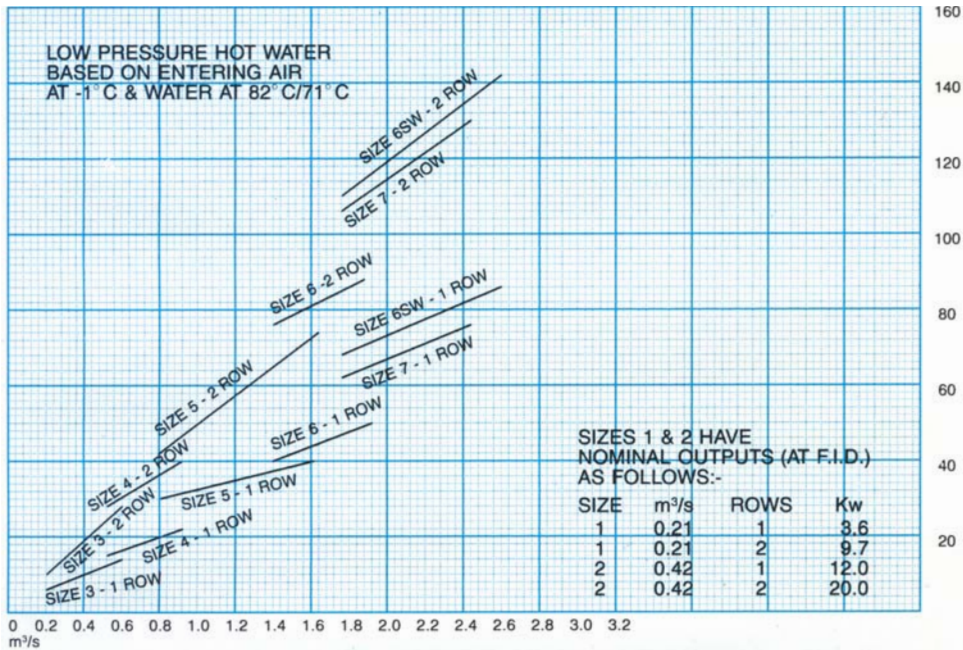 LOW PRESSURE HOT WATER
BASED ON ENTERING AIR
AT -1°C & WATER AT 82°C/71°C
160
140
120
100
80
60
40
20
SIZE 6SW - 2 ROW
SIZE 7 - 2 ROW
SIZE 6 -2 ROW
SIZE 6SW - 1 ROW
SIZE 7 - 1 ROW
SIZE 5 - 2 ROW
SIZE 6 - 1 ROW
SIZE 4 - 2 ROW
SIZE 5 - 1 ROW
SIZE 3 - 2 ROW
SIZE 4 - 1 ROW
SIZE 3 - 1 ROW
SIZES 1 & 2 HAVE
NOMINAL OUTPUTS (AT F.I.D.)
AS FOLLOWS:-
SIZE m³/s ROWS Kw
1 0.21 1 3.6
1 0.21 2 9.7
2 0.42 1 12.0
2 0.42 2 20.0
0 0.2 0.4 0.6 0.8 1.0 1.2 1.4 1.6 1.8 2.0 2.2 2.4 2.6 2.8 3.0 3.2
m³/s